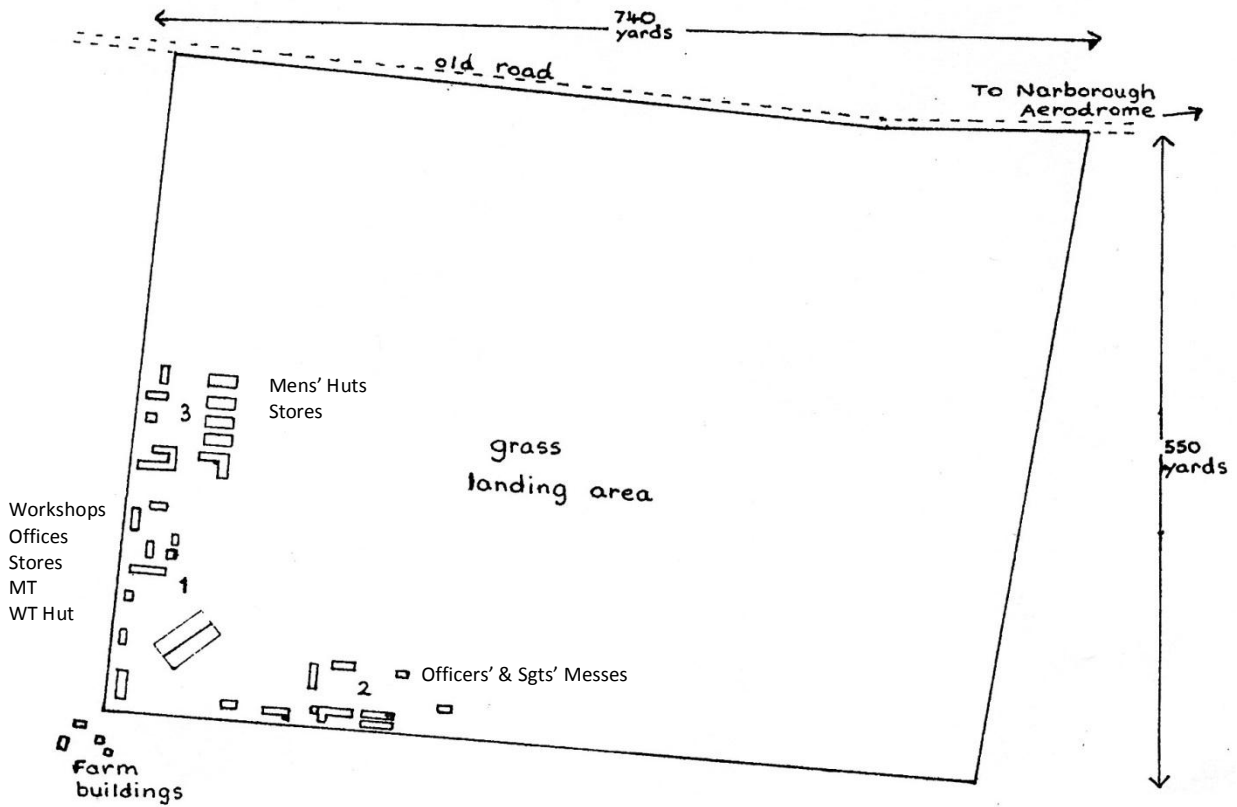 740
yards
old road
To Narborough
Aerodrome
Mens' Huts
Stores
3
grass
landing area
550
yards
Workshops
Offices
Stores
MT
WT Hut
1
2
Officers' & Sgts' Messes
Farm
buildings